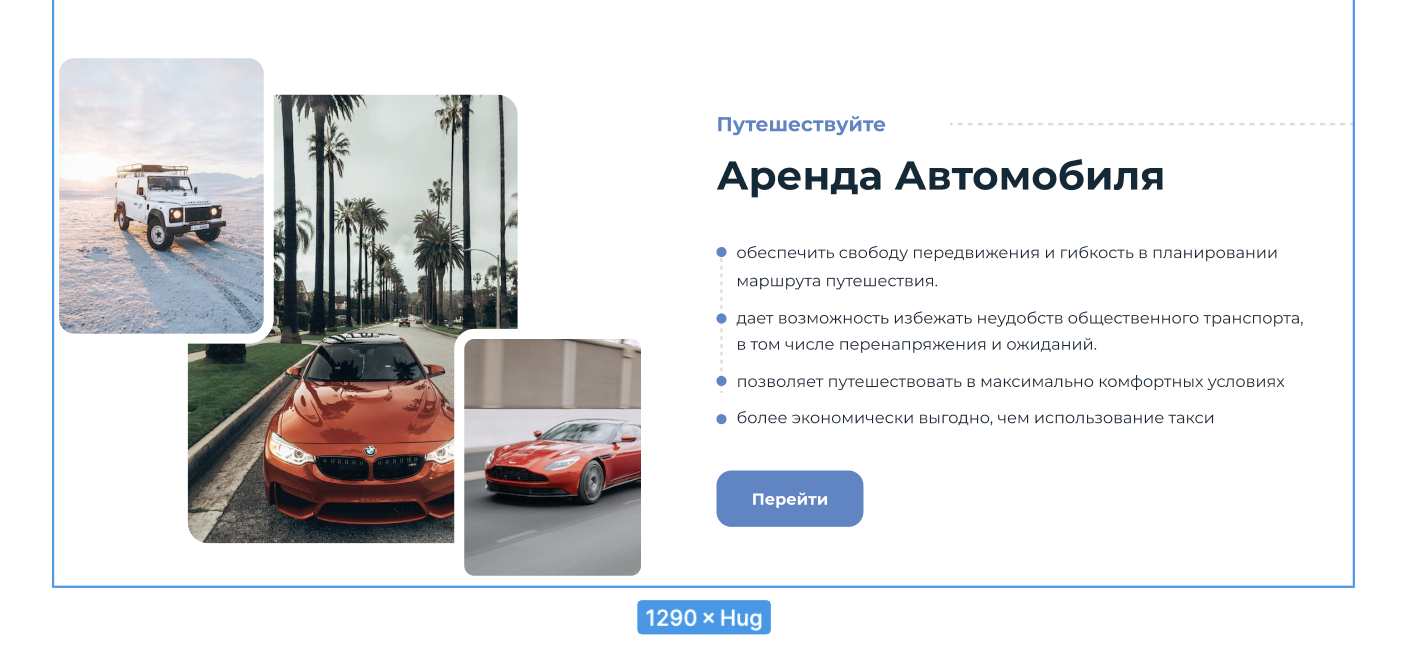 Путешествуйте
Аренда Автомобиля
обеспечить свободу передвижения и гибкость в планировании
маршрута путешествия.
дает возможность избежать неудобств общественного транспорта,
в том числе перенапряжения и ожиданий.
позволяет путешествовать в максимально комфортных условиях
более экономически выгодно, чем использование такси
Перейти
1290 × Hug